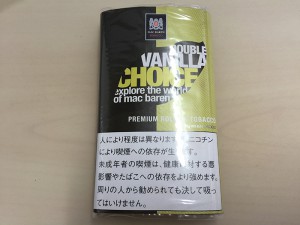 MAC BAREN
DOUBLE
VANILLA
CHOICE
explore the world
of mac baren
PREMIUM ROLLING TOBACCO
人により程度は異なりますが、ニコチン
により喫煙への依存が生じます。
未成年者の喫煙は、健康に対する悪
影響やたばこへの依存をより強めます。
周りの人から勧められても決して吸っ
てはいけません。